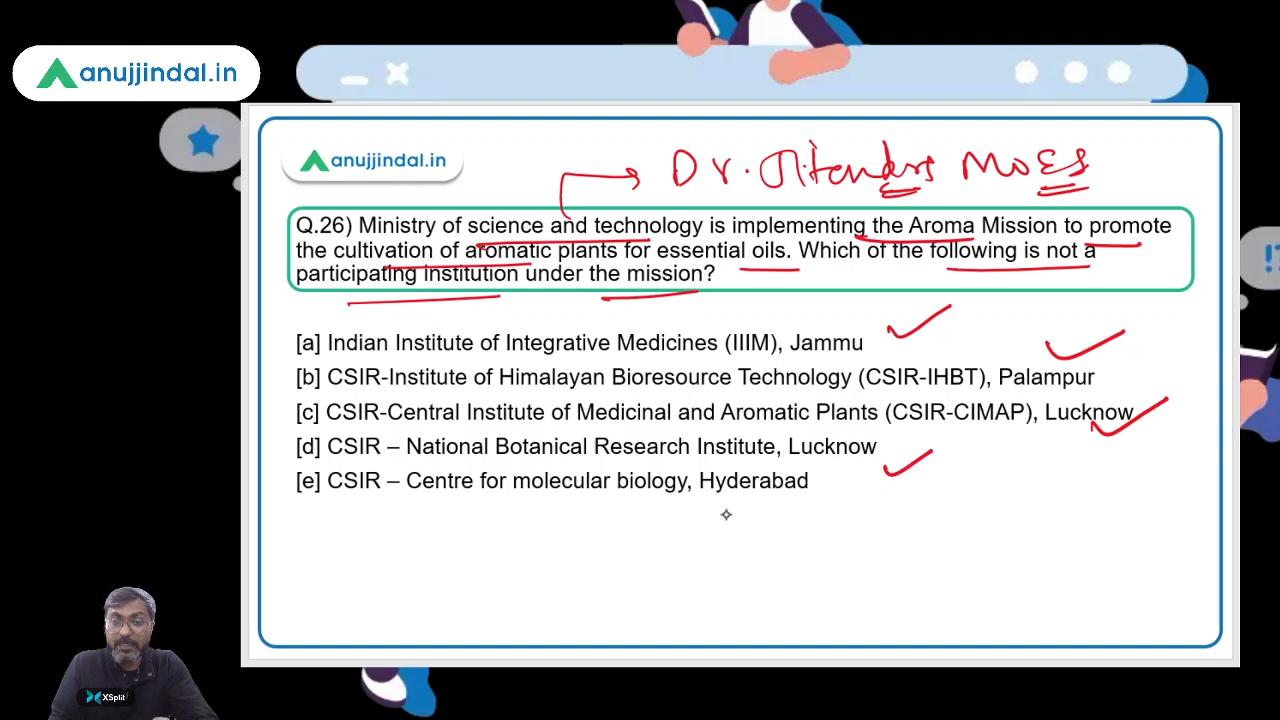 anujjindal.in
anujjindal.in
Dr. Jitendra MoES
Q.26) Ministry of science and technology is implementing the Aroma Mission to promote
the cultivation of aromatic plants for essential oils. Which of the following is not a
participating institution under the mission?
[a] Indian Institute of Integrative Medicines (IIIM), Jammu
[b] CSIR-Institute of Himalayan Bioresource Technology (CSIR-IHBT), Palampur
[c] CSIR-Central Institute of Medicinal and Aromatic Plants (CSIR-CIMAP), Lucknow
[d] CSIR – National Botanical Research Institute, Lucknow
[e] CSIR – Centre for molecular biology, Hyderabad
XSplit